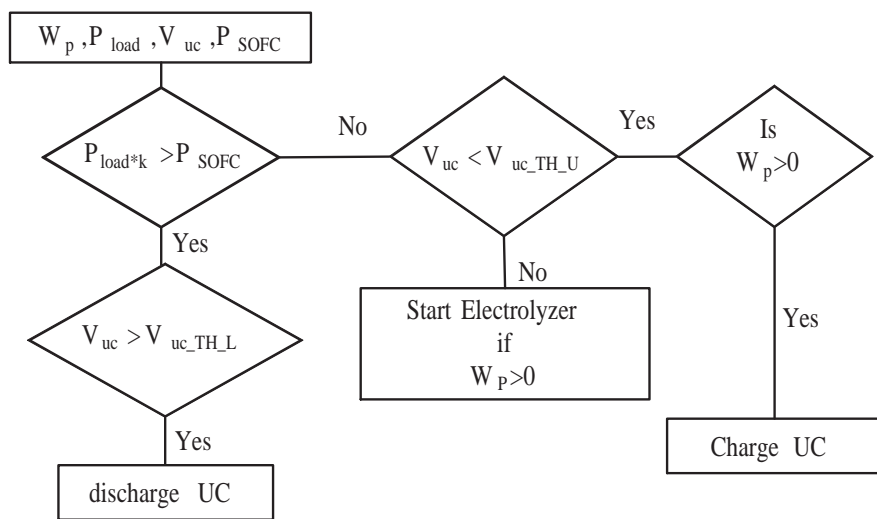 W p ,P load ,V uc ,P SOFC
P load*k >P SOFC
No
V uc < V uc_TH_U
Yes
Is
W p>0
Yes
V uc > V uc_TH_L
No
Start Electrolyzer
if
W P>0
Yes
Yes
discharge UC
Charge UC